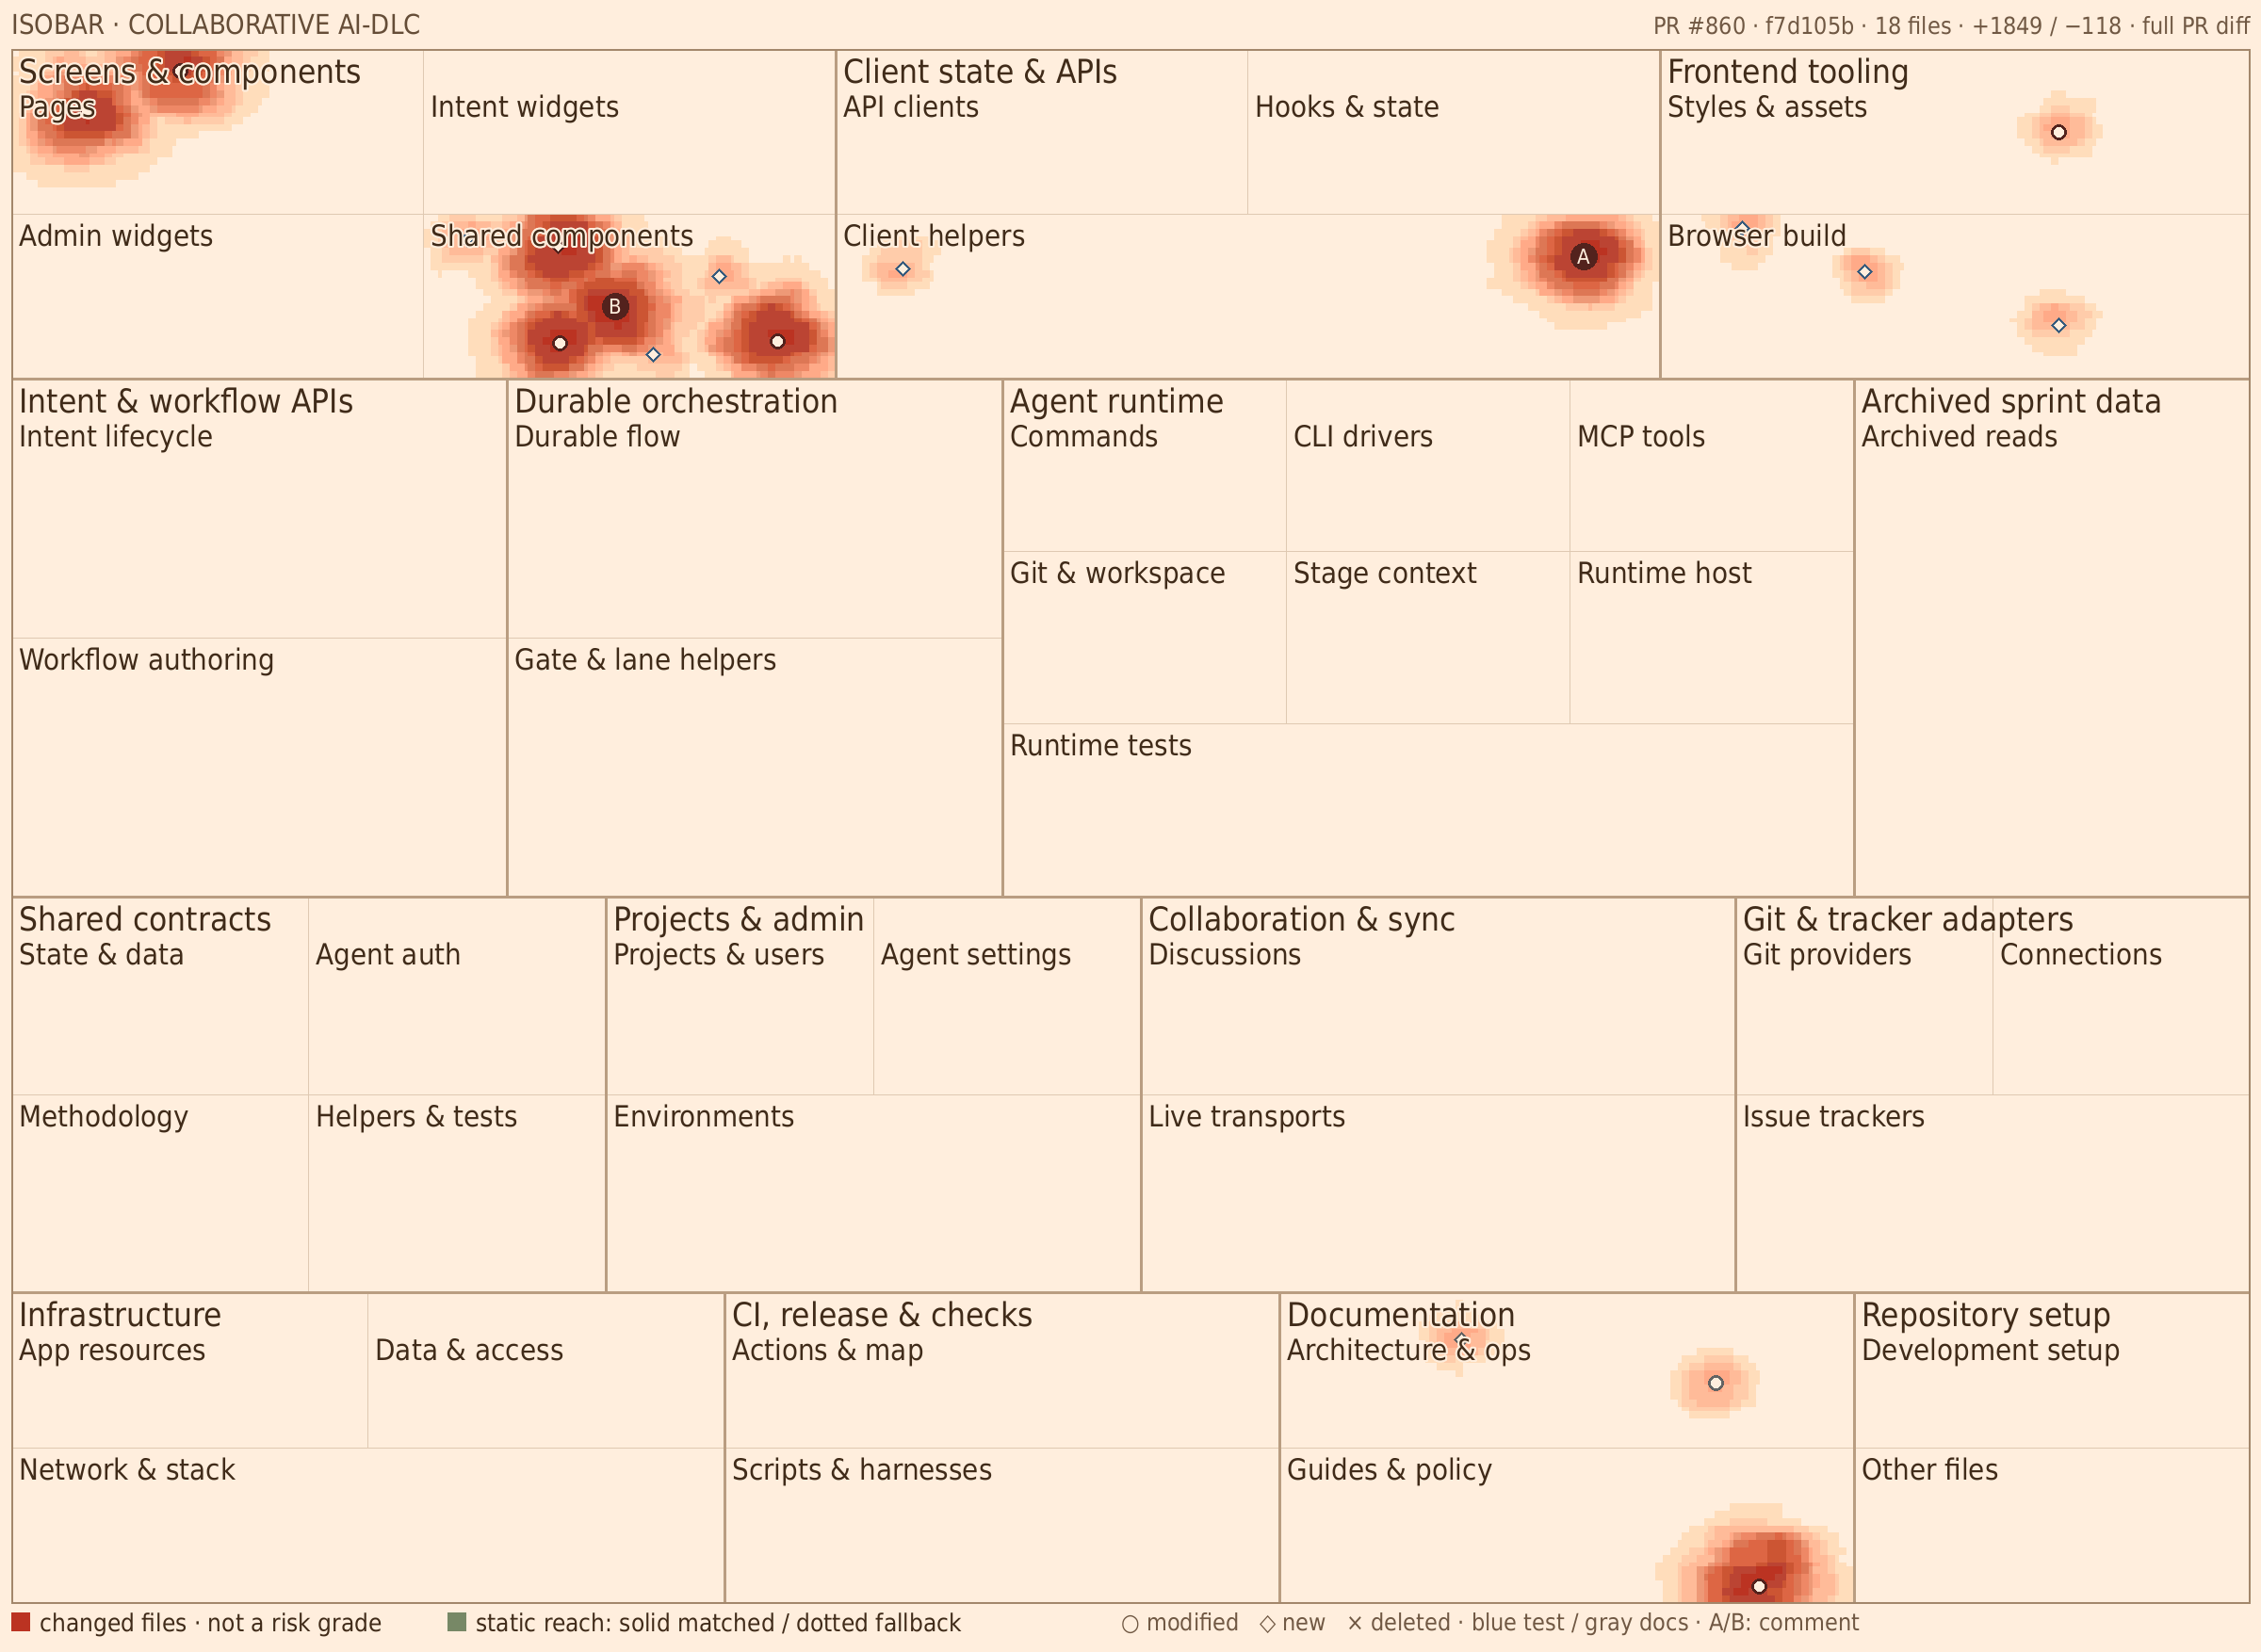 ISOBAR · COLLABORATIVE AI-DLC
PR #860 · f7d105b · 18 files · +1849 / −118 · full PR diff
Screens & components
Pages
Intent widgets
Client state & APIs
API clients
Hooks & state
Frontend tooling
Styles & assets
Admin widgets
Shared components
Client helpers
Browser build
A
B
Intent & workflow APIs
Intent lifecycle
Durable orchestration
Durable flow
Agent runtime
Commands
CLI drivers
MCP tools
Archived sprint data
Archived reads
Git & workspace
Stage context
Runtime host
Workflow authoring
Gate & lane helpers
Runtime tests
Shared contracts
State & data
Agent auth
Projects & admin
Projects & users
Agent settings
Collaboration & sync
Discussions
Git & tracker adapters
Git providers
Connections
Methodology
Helpers & tests
Environments
Live transports
Issue trackers
Infrastructure
App resources
Data & access
CI, release & checks
Actions & map
Documentation
Architecture & ops
Repository setup
Development setup
Network & stack
Scripts & harnesses
Guides & policy
Other files
changed files · not a risk grade
static reach: solid matched / dotted fallback
○ modified ◇ new × deleted · blue test / gray docs · A/B: comment